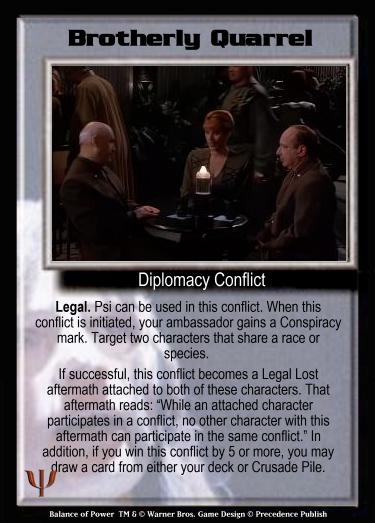 Brotherly Quarrel
Diplomacy Conflict
Legal. Psi can be used in this conflict. When this
conflict is initiated, your ambassador gains a Conspiracy
mark. Target two characters that share a race or
species.
If successful, this conflict becomes a Legal Lost
aftermath attached to both of these characters. That
aftermath reads: “While an attached character
participates in a conflict, no other character with this
aftermath can participate in the same conflict.” In
addition, if you win this conflict by 5 or more, you may
draw a card from either your deck or Crusade Pile.
Balance of Power TM & © Warner Bros. Game Design © Precedence Publish